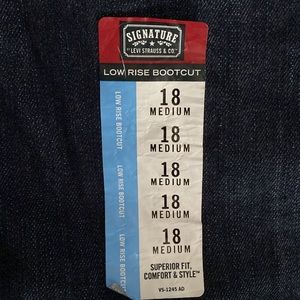 SIGNATURE
BY LEVI STRAUSS & CO.
LOW RISE BOOTCUT
LOW RISE BOOTCUT
LOW RISE BOOTCUT
LOW RISE BOOTCUT
18
MEDIUM
18
MEDIUM
18
MEDIUM
18
MEDIUM
18
MEDIUM
SUPERIOR FIT,
COMFORT & STYLE™
VS-1245 AD